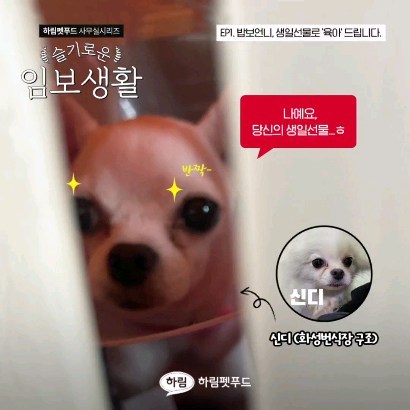 하림펫푸드 사무실시리즈
슬기로운
임보생활
EP1. 밥보언니, 생일선물로 '육아' 드립니다.
나예요,
당신의 생일선물...ㅎ
반짝~
신디
신디 (화성번식장 구조)
하림 하림펫푸드